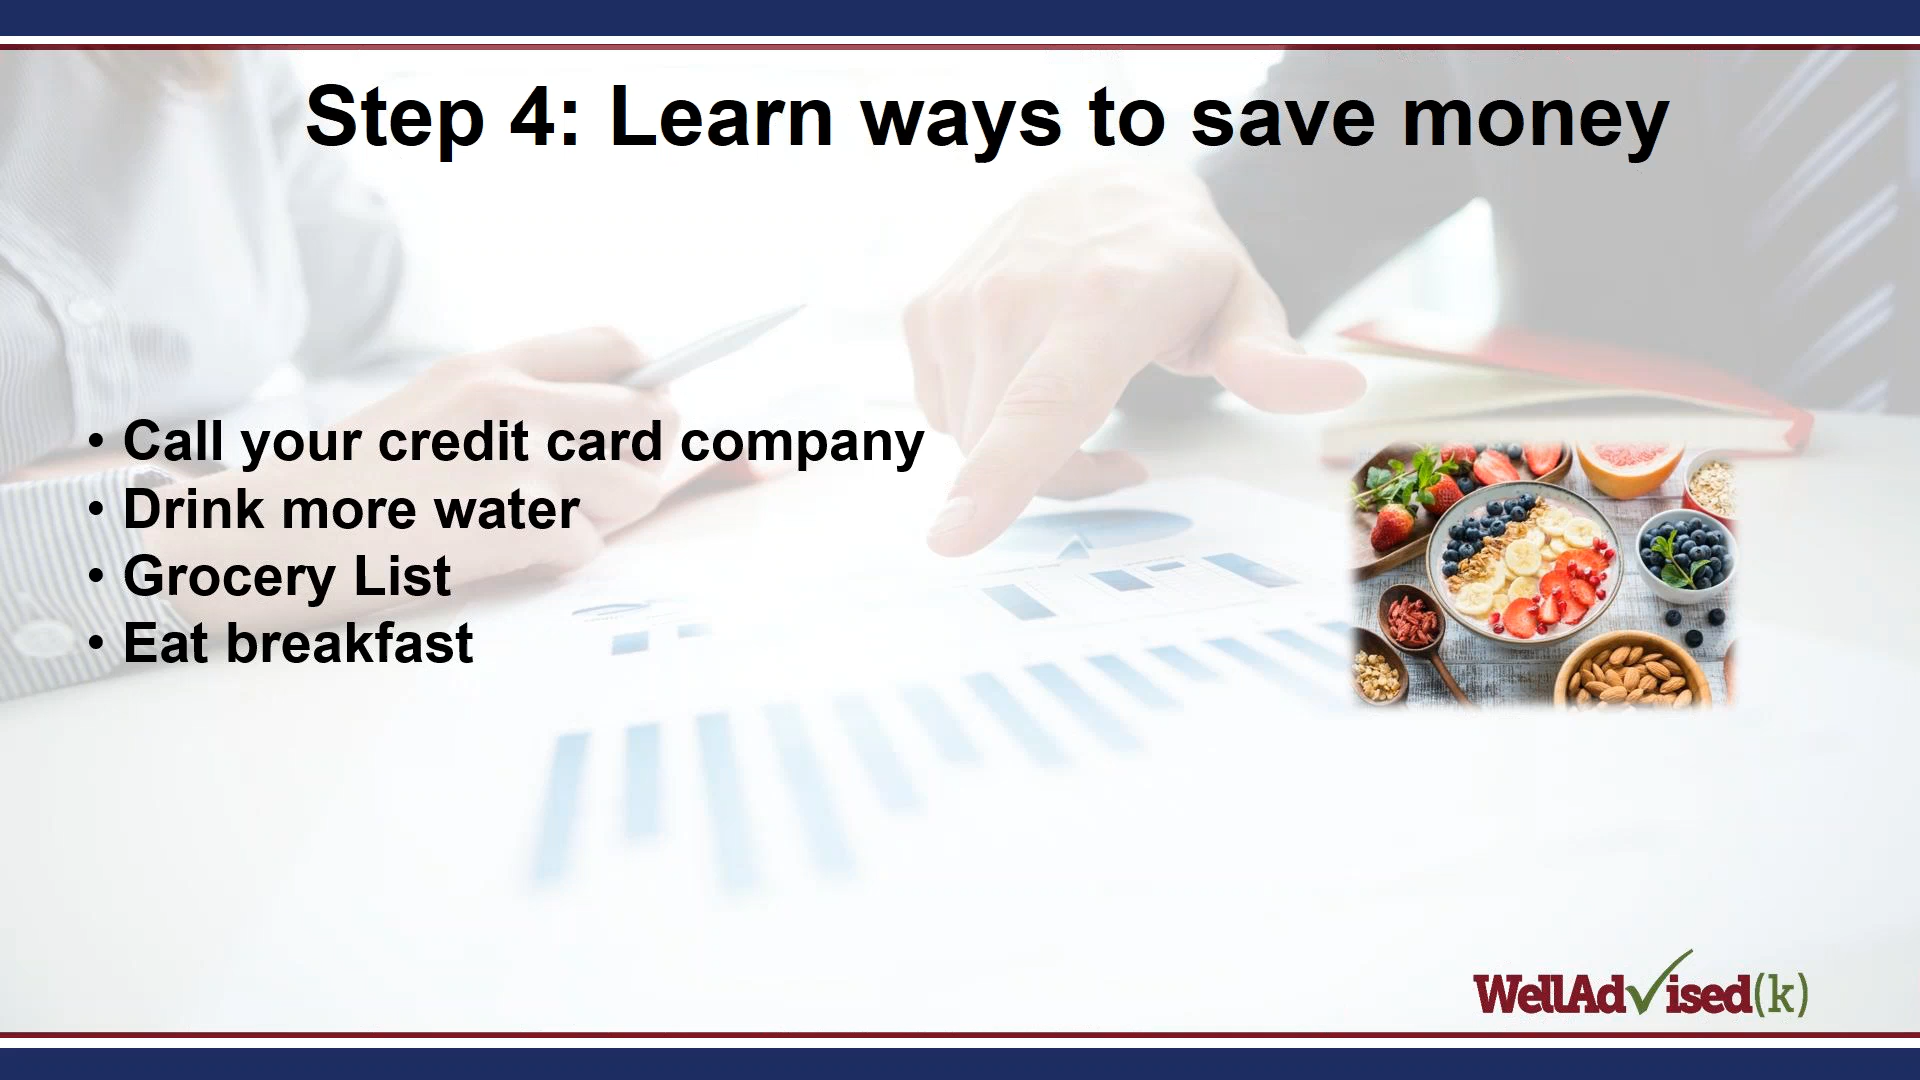 Step 4: Learn ways to save money
• Call your credit card company
• Drink more water
• Grocery List
• Eat breakfast
WellAdvised(k)